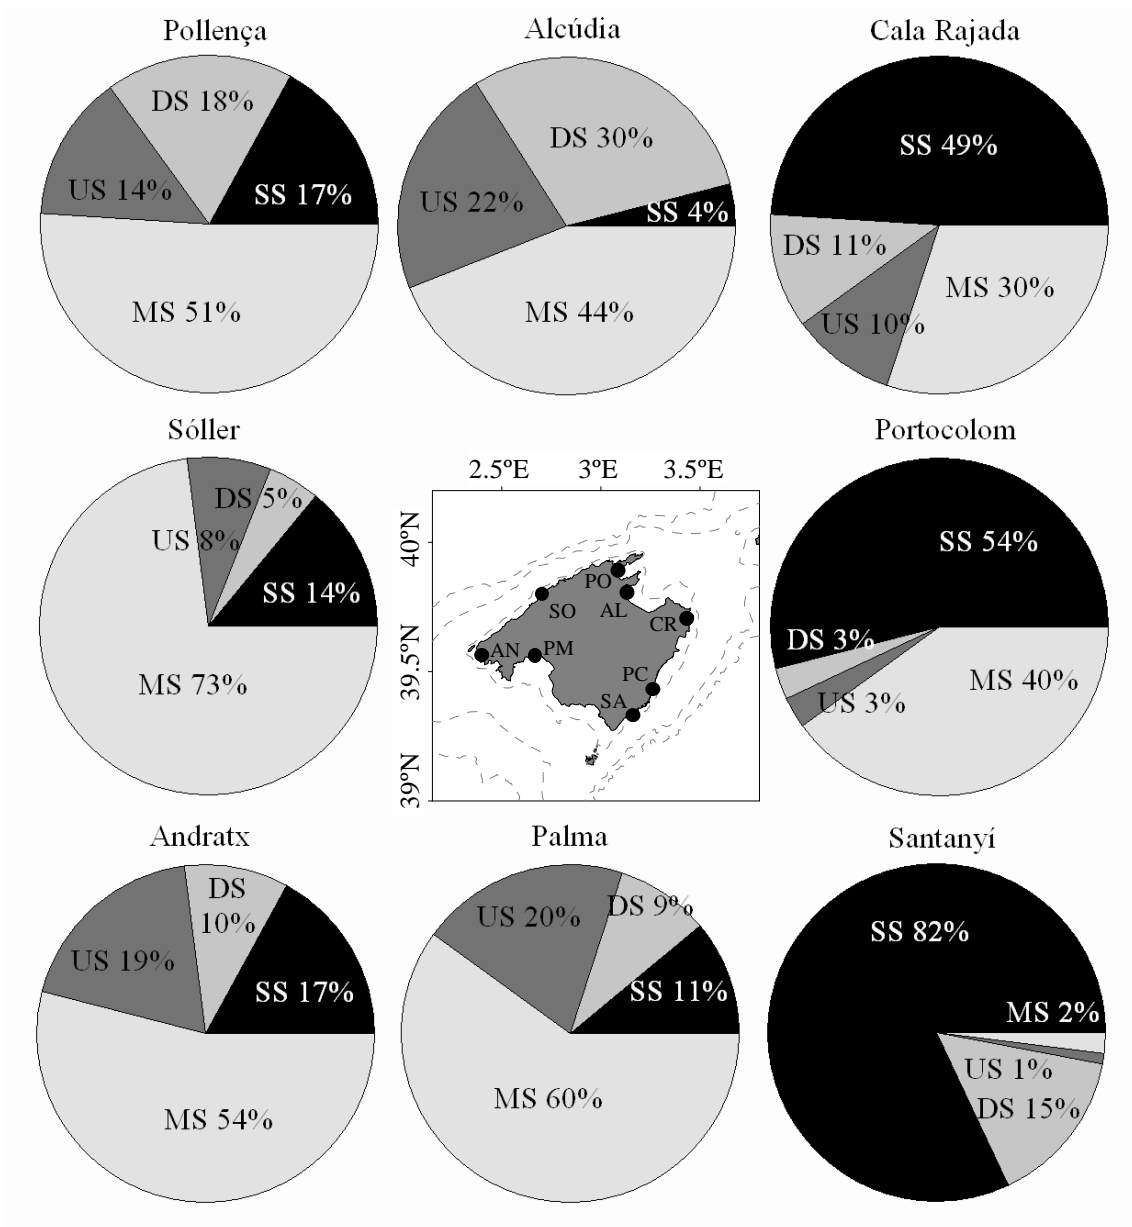 Pollença
DS 18%
US 14%
SS 17%
MS 51%
Alcúdia
DS 30%
US 22%
SS 4%
MS 44%
Cala Rajada
SS 49%
DS 11%
MS 30%
US 10%
Sóller
DS 5%
US 8%
SS 14%
MS 73%
2.5ºE 3ºE 3.5ºE
40ºN
39.5ºN
39ºN
PO
SO
AL
CR
AN
PM
PC
SA
Portocolom
SS 54%
DS 3%
MS 40%
US 3%
Andratx
DS
10%
US 19%
SS 17%
MS 54%
Palma
DS 9%
US 20%
SS 11%
MS 60%
Santanyí
SS 82%
MS 2%
US 1%
DS 15%